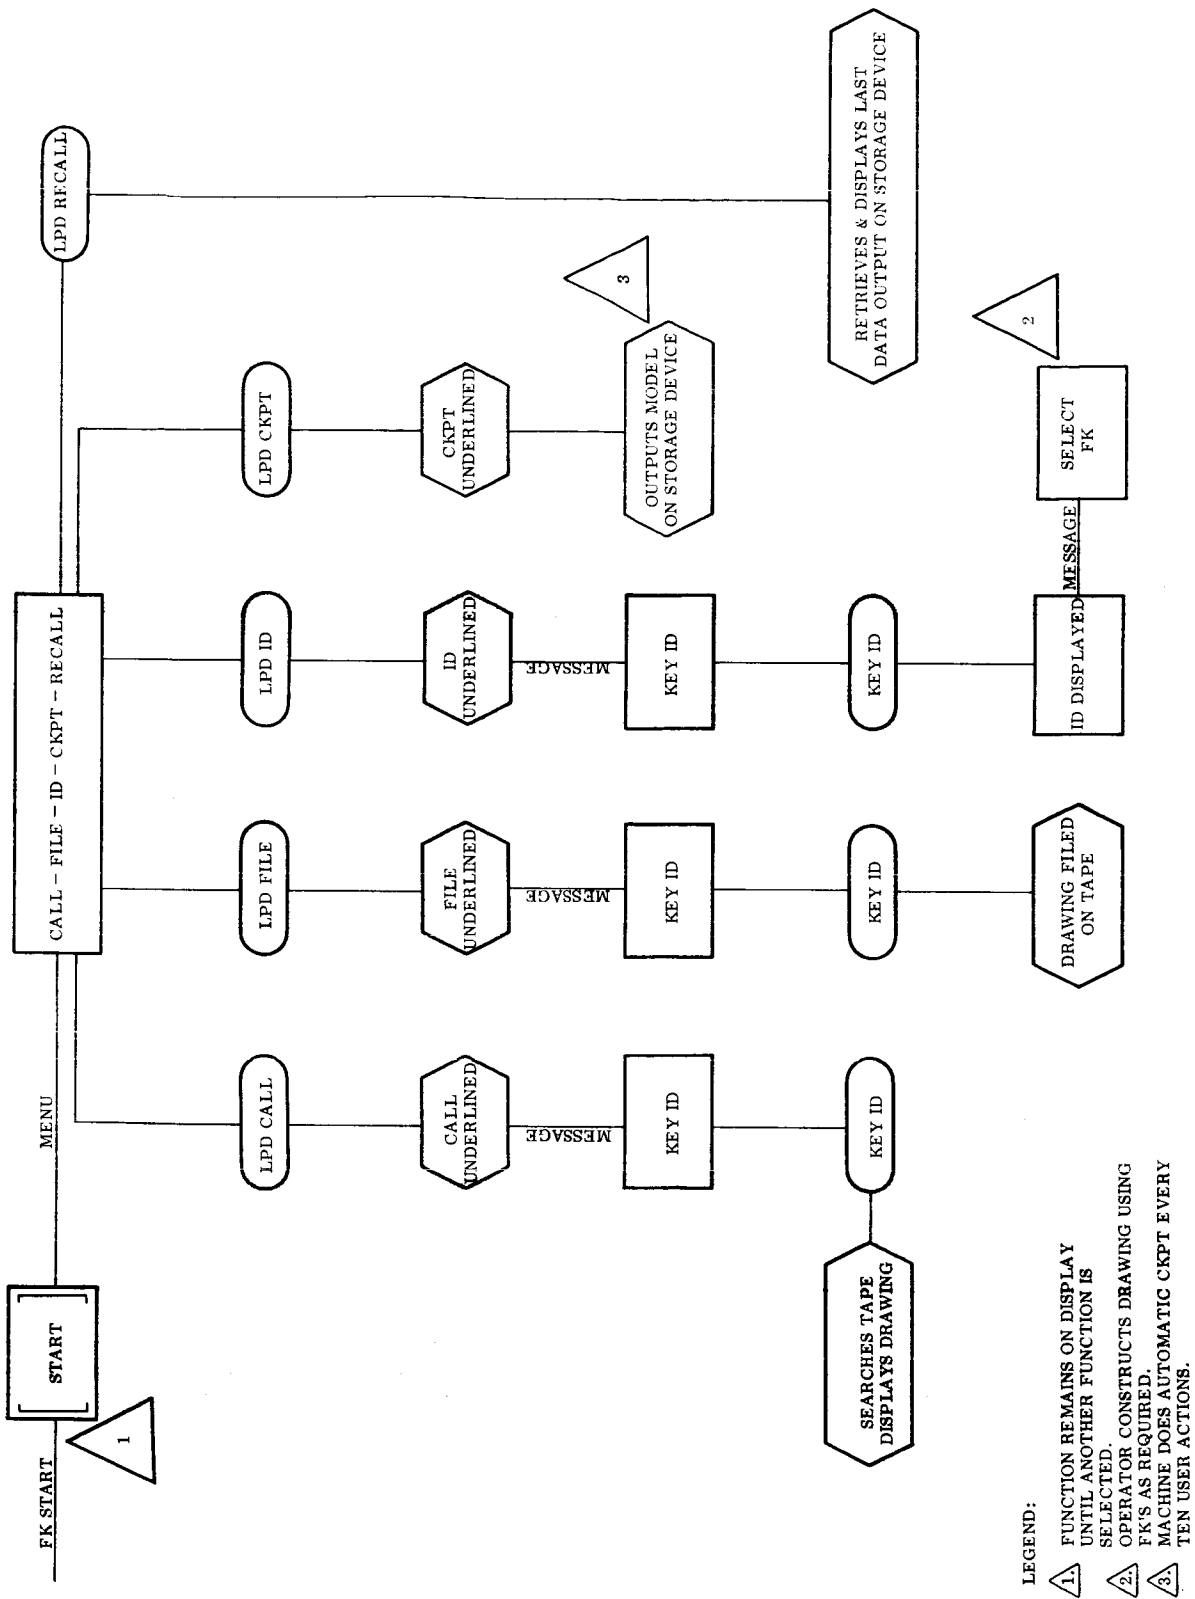 FK START
1
START
MENU
CALL – FILE – ID – CKPT – RECALL
LPD RECALL
LPD CALL
LPD FILE
LPD ID
LPD CKPT
CALL
UNDERLINED
FILE
UNDERLINED
ID
UNDERLINED
CKPT
UNDERLINED
MESSAGE
MESSAGE
MESSAGE
KEY ID
KEY ID
KEY ID
OUTPUTS MODEL
ON STORAGE DEVICE
3
SEARCHES TAPE
DISPLAYS DRAWING
KEY ID
KEY ID
KEY ID
RETRIEVES & DISPLAYS LAST
DATA OUTPUT ON STORAGE DEVICE
DRAWING FILED
ON TAPE
ID DISPLAYED
MESSAGE
SELECT
FK
2
LEGEND:
1. FUNCTION REMAINS ON DISPLAY
UNTIL ANOTHER FUNCTION IS
SELECTED.
2. OPERATOR CONSTRUCTS DRAWING USING
FK'S AS REQUIRED.
3. MACHINE DOES AUTOMATIC CKPT EVERY
TEN USER ACTIONS.